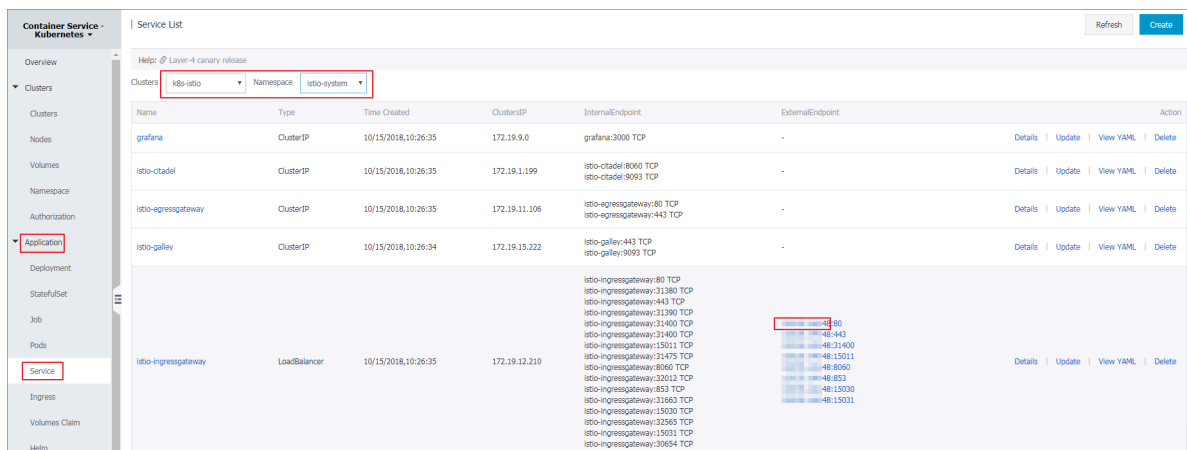 Container Service -
Kubernetes
Overview
Clusters
Clusters
Nodes
Volumes
Namespace
Authorization
Application
Deployment
StatefulSet
Job
Pods
Service
Ingress
Volumes Claim
Helm
Service List
Refresh
Create
Help: Layer-4 canary release
Clusters k8s-istio Namespace istio-system
Name Type Time Created ClustersIP InternalEndpoint ExternalEndpoint Action
grafana ClusterIP 10/15/2018,10:26:35 172.19.9.0 grafana:3000 TCP - Details | Update | View YAML | Delete
istio-citadel ClusterIP 10/15/2018,10:26:35 172.19.1.199 istio-citadel:8060 TCP - Details | Update | View YAML | Delete
istio-citadel:9093 TCP
istio-egressgateway ClusterIP 10/15/2018,10:26:35 172.19.11.106 istio-egressgateway:80 TCP - Details | Update | View YAML | Delete
istio-egressgateway:443 TCP
istio-galley ClusterIP 10/15/2018,10:26:34 172.19.15.222 istio-galley:443 TCP - Details | Update | View YAML | Delete
istio-galley:9093 TCP
istio-ingressgateway LoadBalancer 10/15/2018,10:26:35 172.19.12.210
istio-ingressgateway:80 TCP
istio-ingressgateway:31380 TCP
istio-ingressgateway:443 TCP
istio-ingressgateway:31390 TCP
istio-ingressgateway:31400 TCP
istio-ingressgateway:31400 TCP
istio-ingressgateway:15011 TCP
istio-ingressgateway:31475 TCP
istio-ingressgateway:8060 TCP
istio-ingressgateway:32012 TCP
istio-ingressgateway:853 TCP
istio-ingressgateway:31663 TCP
istio-ingressgateway:15030 TCP
istio-ingressgateway:32565 TCP
istio-ingressgateway:15031 TCP
istio-ingressgateway:30654 TCP
48:80
48:443
48:31400
48:15011
48:8060
48:853
48:15030
48:15031
Details | Update | View YAML | Delete